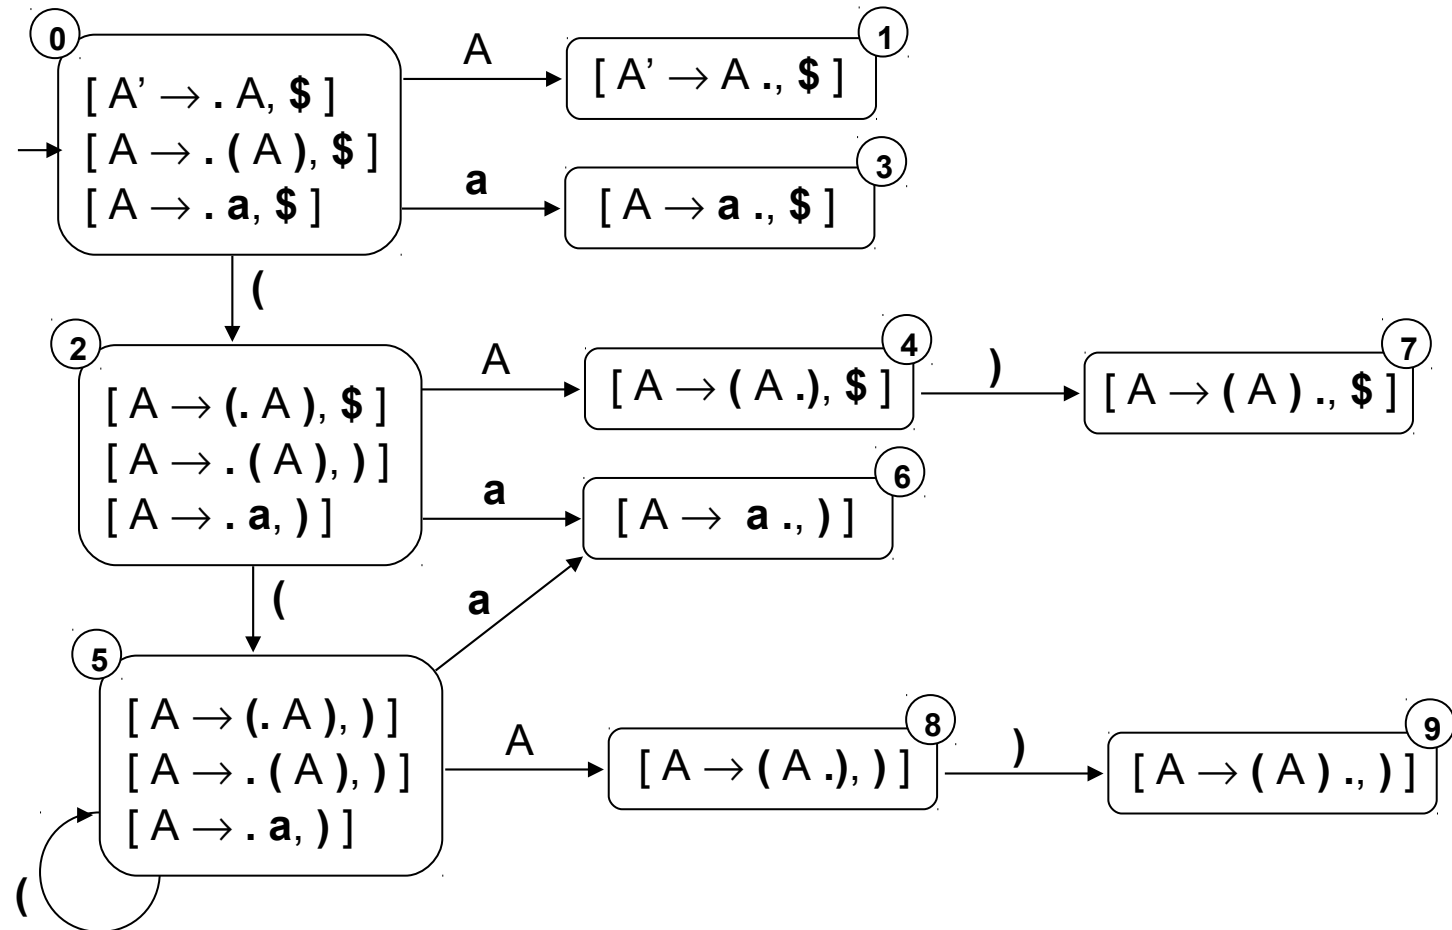 0
[ A’ → . A, $ ]
[ A → . ( A ), $ ]
[ A → . a, $ ]
A
1
[ A’ → A ., $ ]
a
3
[ A → a ., $ ]
(
2
[ A → (. A ), $ ]
[ A → . ( A ), ) ]
[ A → . a, ) ]
A
4
[ A → ( A .), $ ]
)
7
[ A → ( A ) ., $ ]
a
6
[ A → a ., ) ]
(
a
5
[ A → (. A ), ) ]
[ A → . ( A ), ) ]
[ A → . a, ) ]
(
A
8
[ A → ( A .), ) ]
)
9
[ A → ( A ) ., ) ]